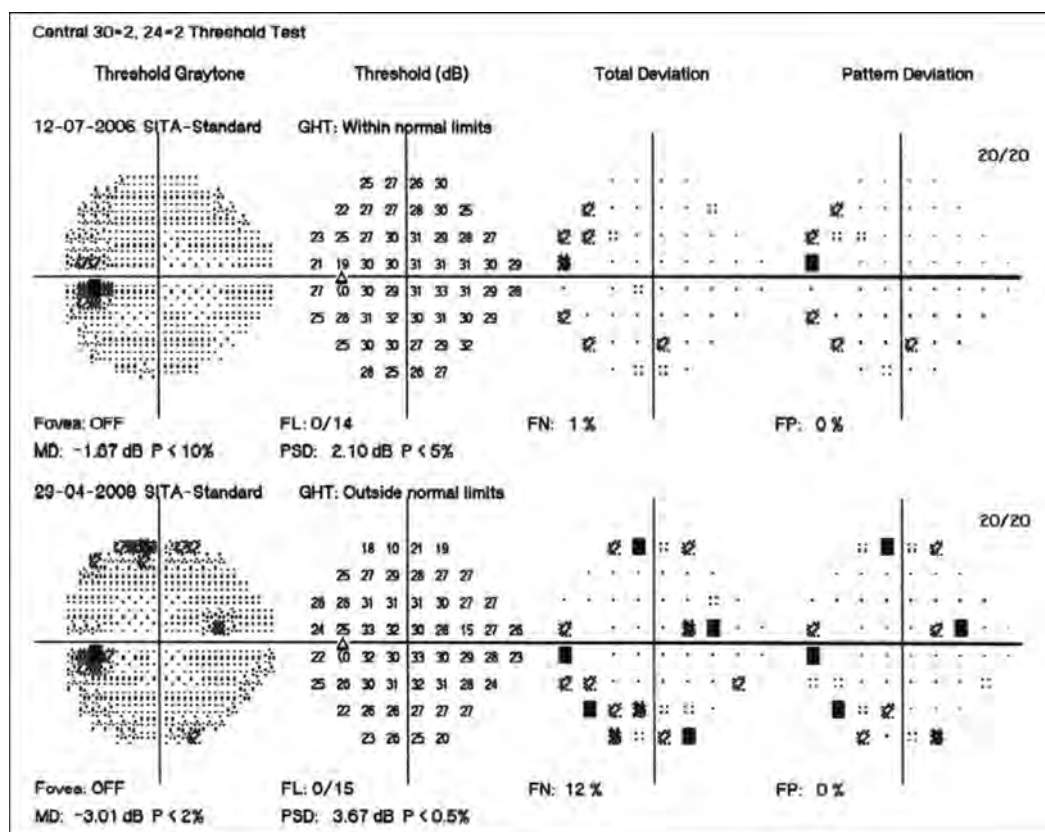 Central 30-2, 24-2 Threshold Test
Threshold Graytone Threshold (dB) Total Deviation Pattern Deviation
12-07-2006 SITA-Standard GHT: Within normal limits
20/20
25 27 26 30
22 27 27 28 30 25
23 25 27 30 31 29 28 27
21 19 30 30 31 31 31 30 29
27 <0 30 29 31 33 31 29 28
25 28 31 32 30 31 30 29
25 30 30 27 29 32
28 25 26 27
Fovea: OFF FL: 0/14 FN: 1 % FP: 0 %
MD: -1.67 dB P < 10% PSD: 2.10 dB P < 5%
29-04-2008 SITA-Standard GHT: Outside normal limits
20/20
18 10 21 19
25 27 29 28 27 27
28 28 31 31 31 30 27 27
24 25 33 32 30 26 15 27 26
22 <0 32 30 33 30 29 28 23
25 28 30 31 32 31 28 24
22 26 26 27 27 27
23 26 25 20
Fovea: OFF FL: 0/15 FN: 12 % FP: 0 %
MD: -3.01 dB P < 2% PSD: 3.67 dB P < 0.5%